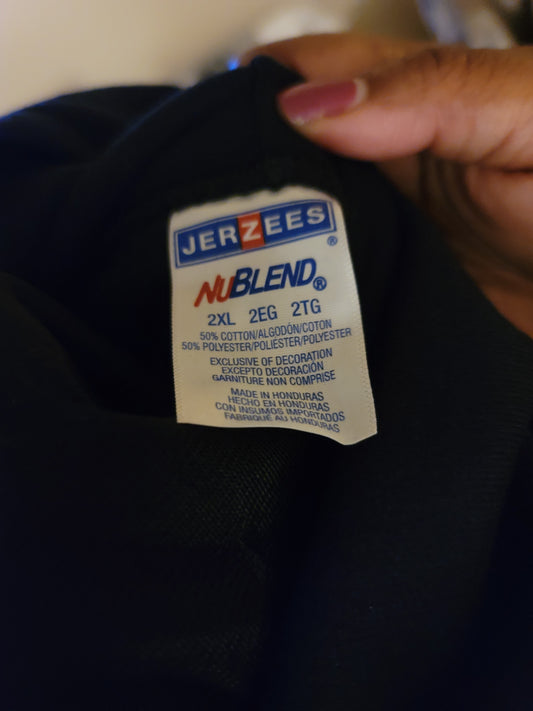 JERZEES®
NUBLEND®
2XL 2EG 2TG
50% COTTON/ALGODÓN/COTON
50% POLYESTER/POLIÉSTER/POLYESTER
EXCLUSIVE OF DECORATION
EXCEPTO DECORACIÓN
GARNITURE NON COMPRISE
MADE IN HONDURAS
HECHO EN HONDURAS
CON INSUMOS IMPORTADOS
FABRIQUÉ AU HONDURAS